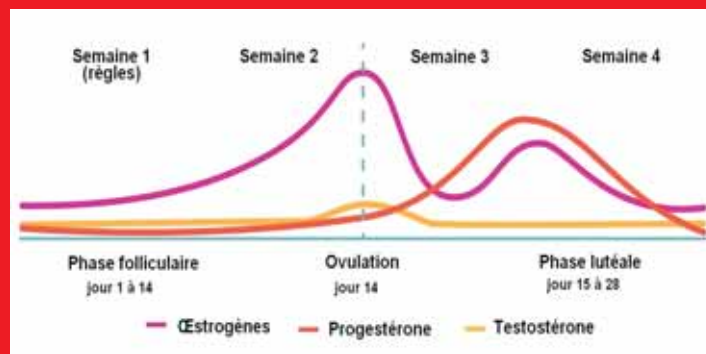 Semaine 1
(règles)
Semaine 2
Semaine 3
Semaine 4
Phase folliculaire
jour 1 à 14
Ovulation
jour 14
Phase lutéale
jour 15 à 28
Œstrogènes
Progestérone
Testostérone